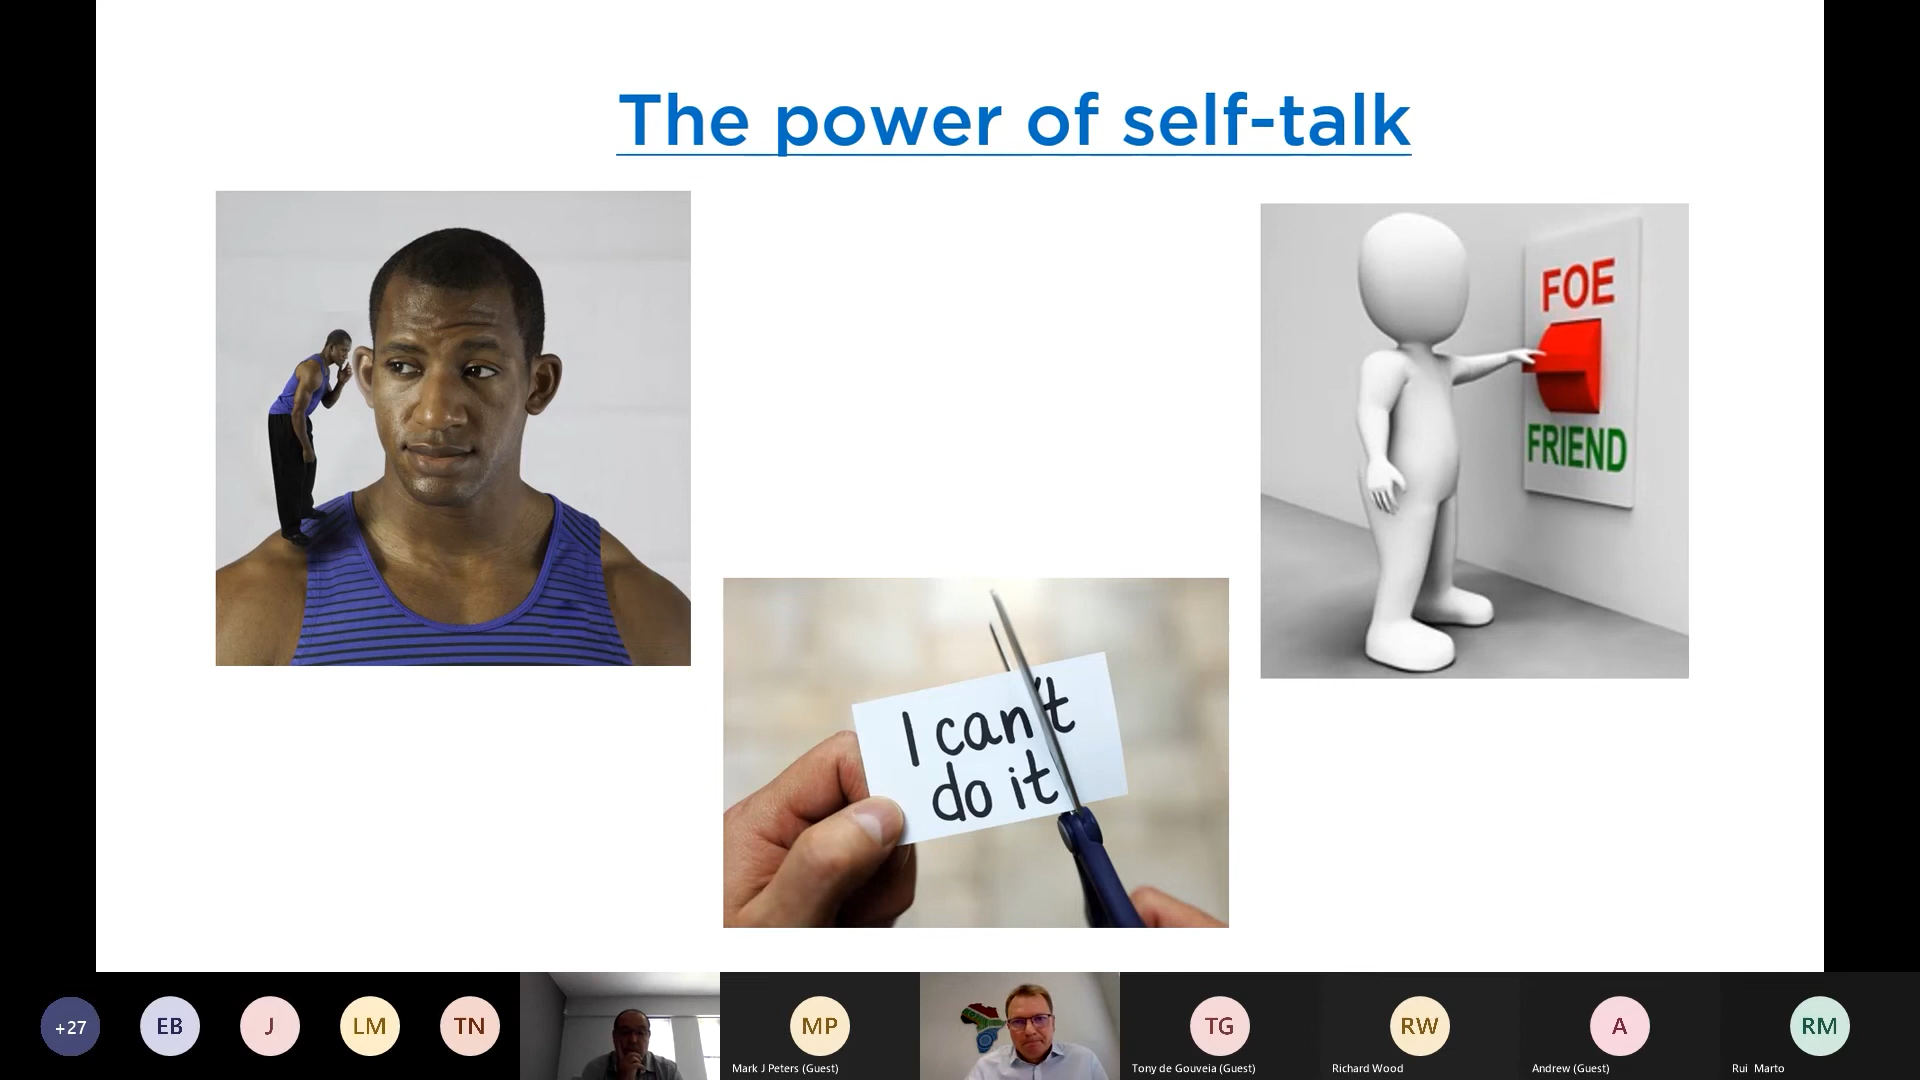 The power of self-talk
FOE
FRIEND
I can't
do it
+27
EB
J
LM
TN
MP
Mark J Peters (Guest)
TG
Tony de Gouveia (Guest)
RW
Richard Wood
A
Andrew (Guest)
RM
Rui Marto